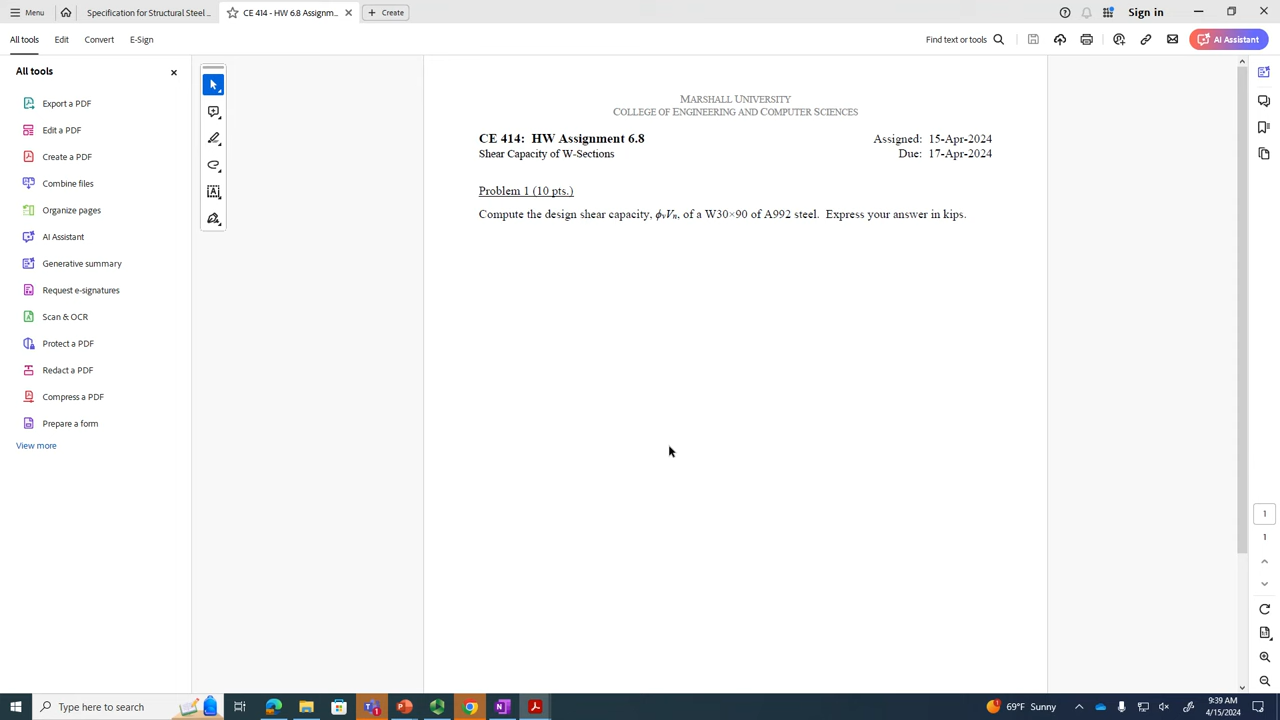 Menu
Specification for Structural Steel ...
CE 414 - HW 6.8 Assignm...
Create
Sign in
All tools
Edit
Convert
E-Sign
Find text or tools
AI Assistant
All tools
Export a PDF
Edit a PDF
Create a PDF
Combine files
Organize pages
AI Assistant
Generative summary
Request e-signatures
Scan & OCR
Protect a PDF
Redact a PDF
Compress a PDF
Prepare a form
View more
MARSHALL UNIVERSITY
COLLEGE OF ENGINEERING AND COMPUTER SCIENCES
CE 414: HW Assignment 6.8 Assigned: 15-Apr-2024
Shear Capacity of W-Sections Due: 17-Apr-2024
Problem 1 (10 pts.)
Compute the design shear capacity, ϕvVn, of a W30×90 of A992 steel. Express your answer in kips.
1
1
Type here to search
69°F Sunny
9:39 AM
4/15/2024